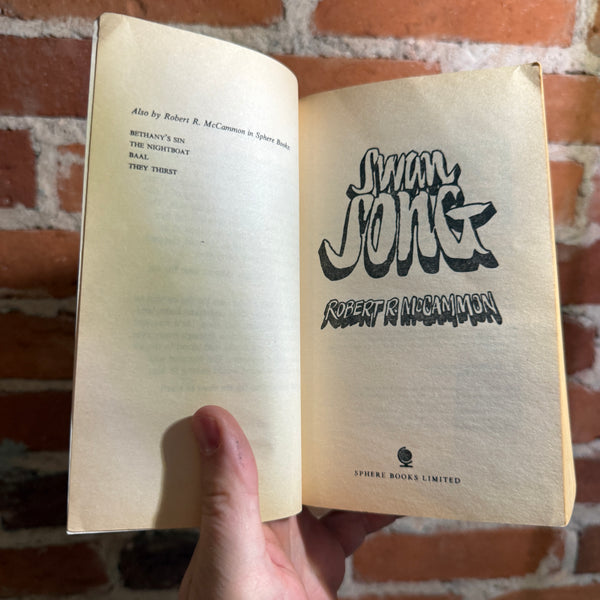 Also by Robert R. McCammon in Sphere Books:
BETHANY'S SIN
THE NIGHTBOAT
BAAL
THEY THIRST
Swan
SONG
ROBERT R McCAMMON
SPHERE BOOKS LIMITED